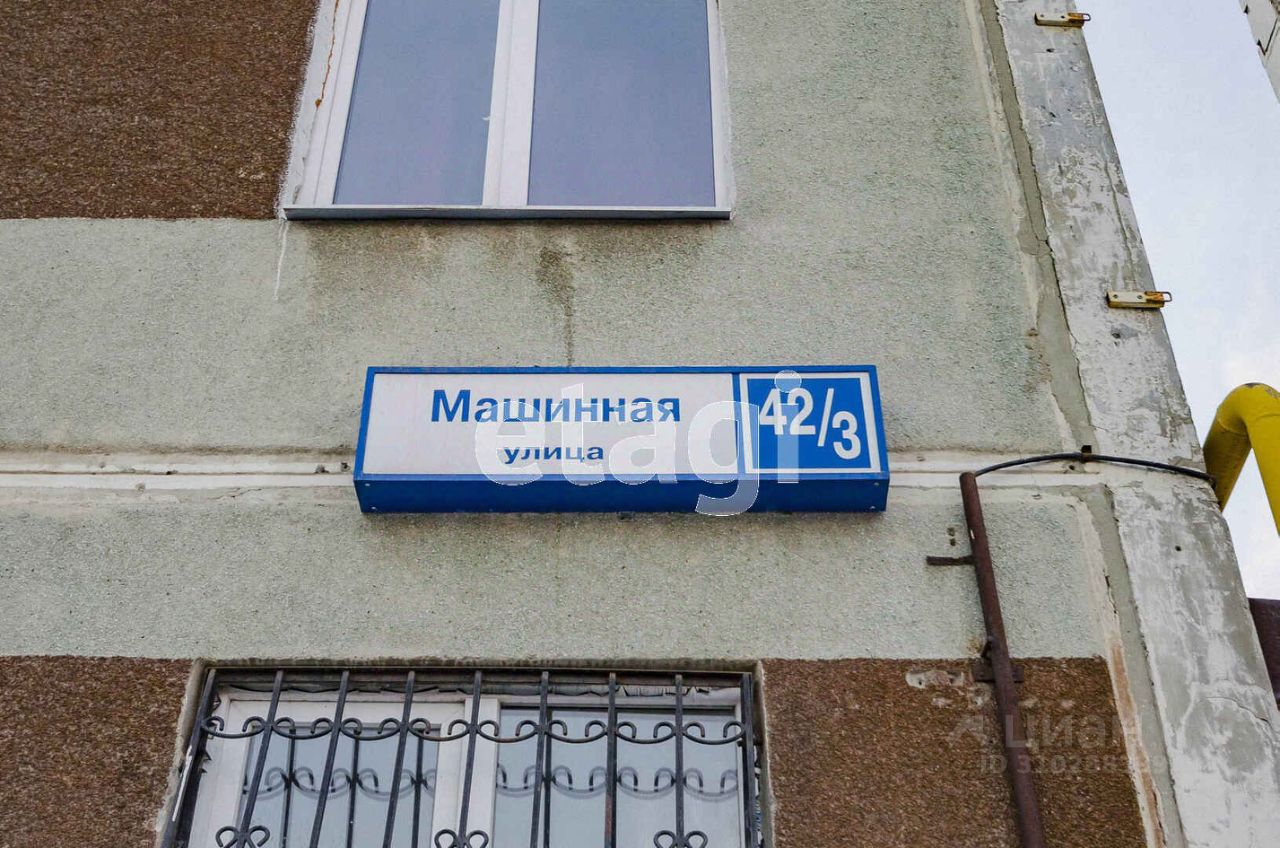 Машинная
улица
42/3
etagi
Циан